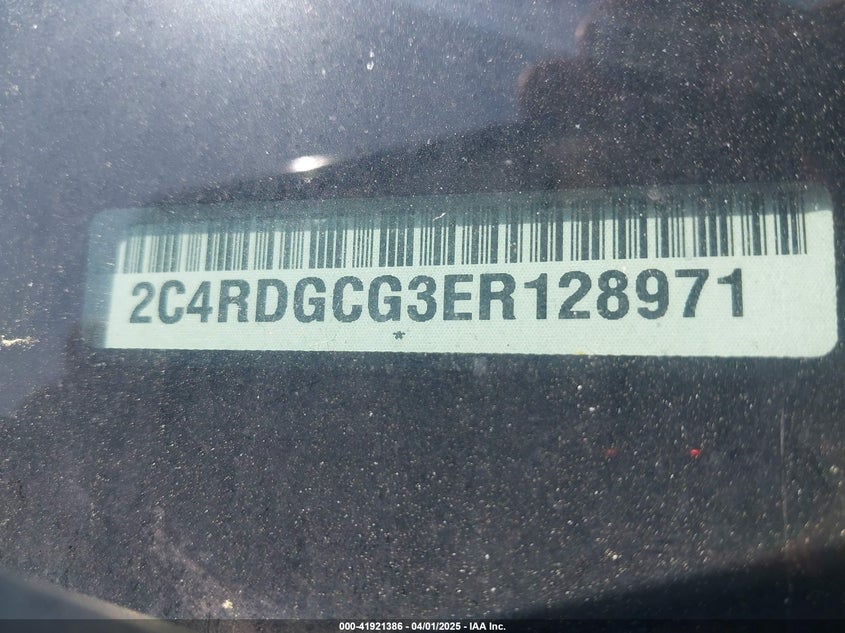 2C4RDGCG3ER128971
*
000-41921386 - 04/01/2025 - IAA Inc.